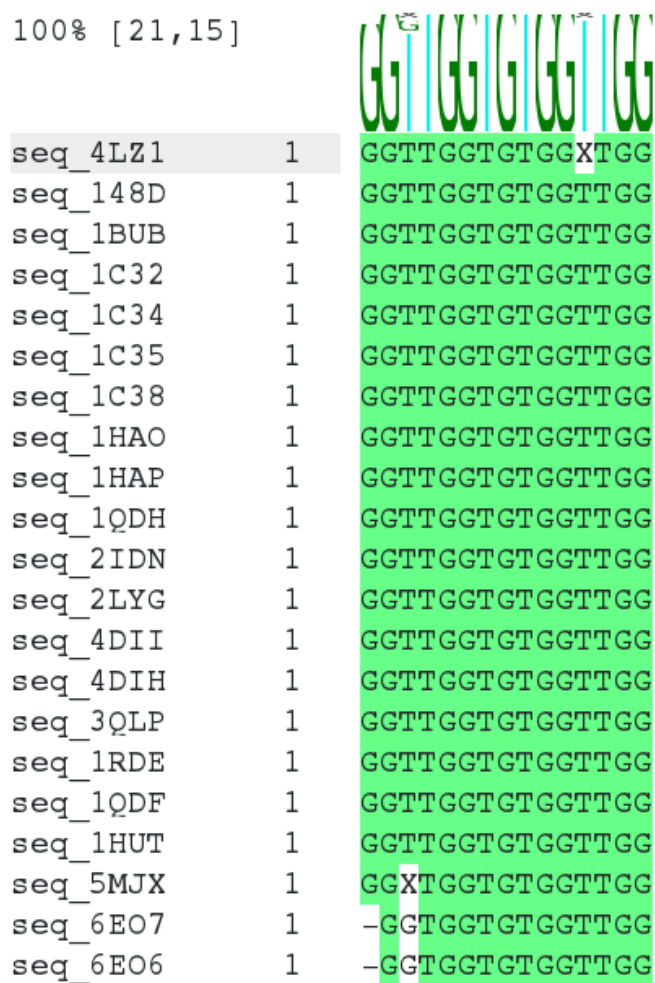 100% [21,15]
GGTTGGTGTGGTTGG
seq_4LZ1 1 GGTTGGTGTGGXTGG
seq_148D 1 GGTTGGTGTGGTTGG
seq_1BUB 1 GGTTGGTGTGGTTGG
seq_1C32 1 GGTTGGTGTGGTTGG
seq_1C34 1 GGTTGGTGTGGTTGG
seq_1C35 1 GGTTGGTGTGGTTGG
seq_1C38 1 GGTTGGTGTGGTTGG
seq_1HAO 1 GGTTGGTGTGGTTGG
seq_1HAP 1 GGTTGGTGTGGTTGG
seq_1QDH 1 GGTTGGTGTGGTTGG
seq_2IDN 1 GGTTGGTGTGGTTGG
seq_2LYG 1 GGTTGGTGTGGTTGG
seq_4DII 1 GGTTGGTGTGGTTGG
seq_4DIH 1 GGTTGGTGTGGTTGG
seq_3QLP 1 GGTTGGTGTGGTTGG
seq_1RDE 1 GGTTGGTGTGGTTGG
seq_1QDF 1 GGTTGGTGTGGTTGG
seq_1HUT 1 GGTTGGTGTGGTTGG
seq_5MJX 1 GGXTGGTGTGGTTGG
seq_6EO7 1 -GGTGGTGTGGTTGG
seq_6EO6 1 -GGTGGTGTGGTTGG